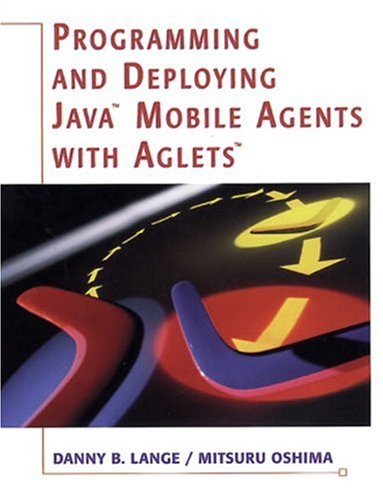 PROGRAMMING
AND DEPLOYING
JAVA™ MOBILE AGENTS
WITH AGLETS™
DANNY B. LANGE / MITSURU OSHIMA